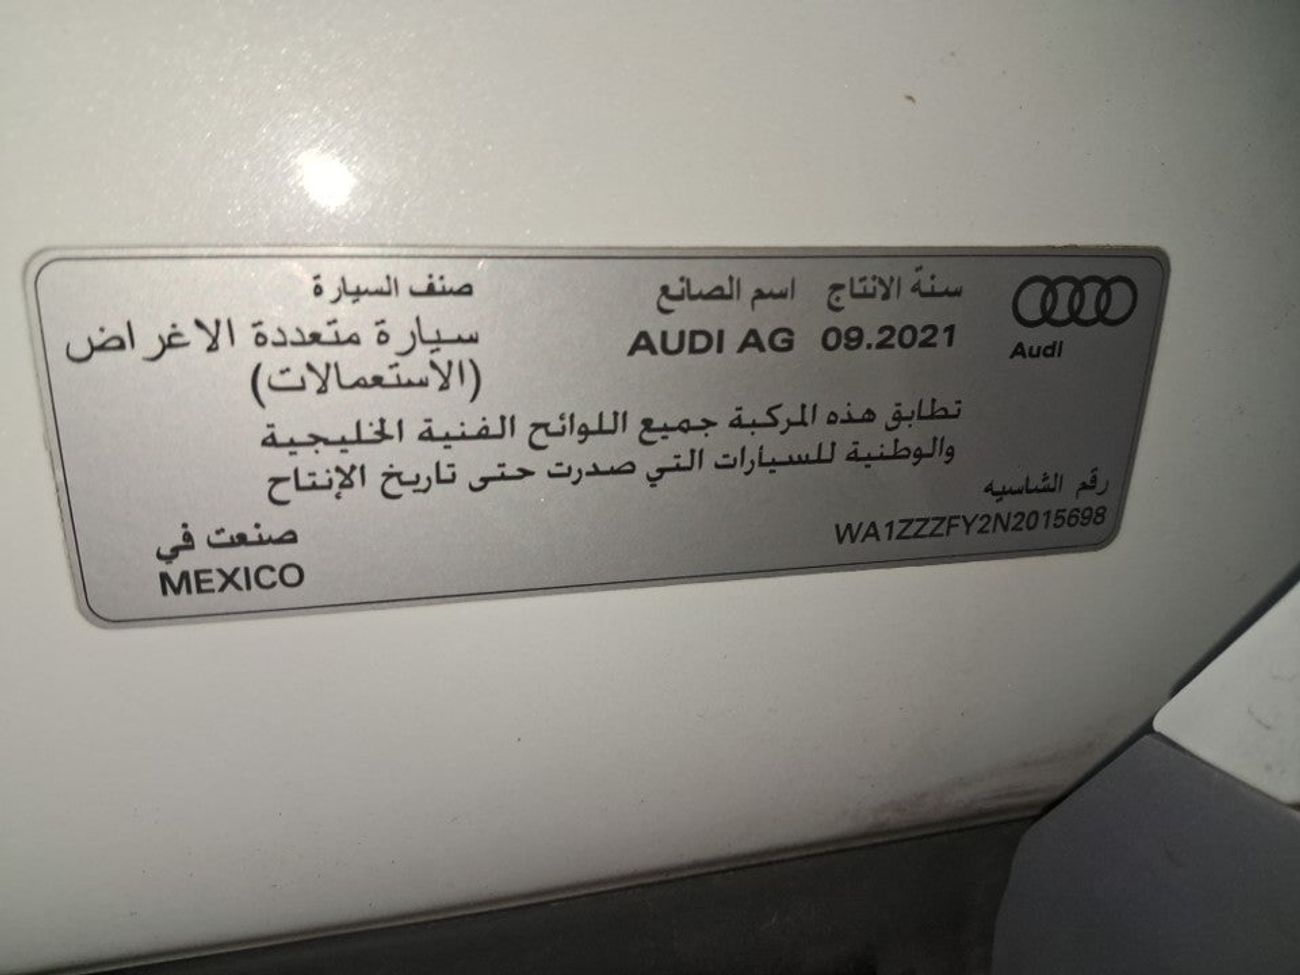 Audi
سنة الانتاج
09.2021
اسم الصانع
AUDI AG
صنف السيارة
سيارة متعددة الاغراض
(الاستعمالات)
تطابق هذه المركبة جميع اللوائح الفنية الخليجية
والوطنية للسيارات التي صدرت حتى تاريخ الإنتاج
رقم الشاسيه
WA1ZZZFY2N2015698
صنعت في
MEXICO